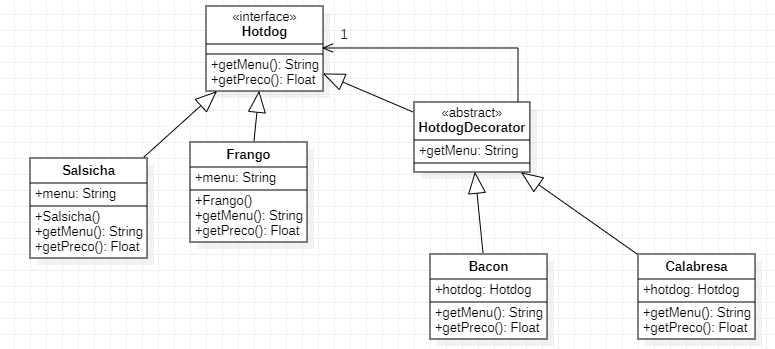 «interface»
Hotdog
+getMenu(): String
+getPreco(): Float
1
«abstract»
HotdogDecorator
+getMenu: String
Salsicha
+menu: String
+Salsicha()
+getMenu(): String
+getPreco(): Float
Frango
+menu: String
+Frango()
+getMenu(): String
+getPreco(): Float
Bacon
+hotdog: Hotdog
+getMenu(): String
+getPreco(): Float
Calabresa
+hotdog: Hotdog
+getMenu(): String
+getPreco(): Float